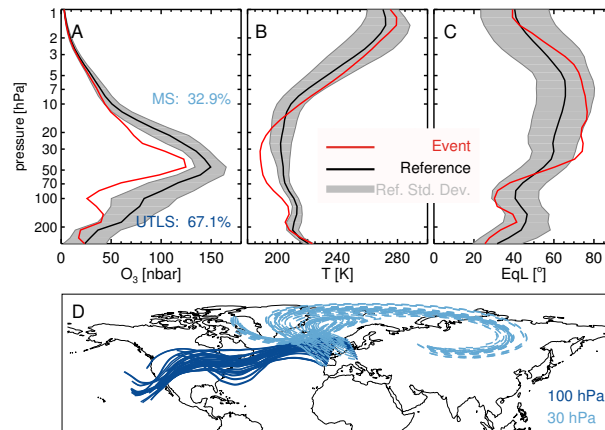 A
B
C
MS: 32.9%
UTLS: 67.1%
Event
Reference
Ref. Std. Dev.
pressure [hPa]
1
2
3
5
7
10
20
30
50
70
100
200
0 50 100 150
O₃ [nbar]
200 240 280
T [K]
0 20 40 60 80
EqL [°]
D
100 hPa
30 hPa